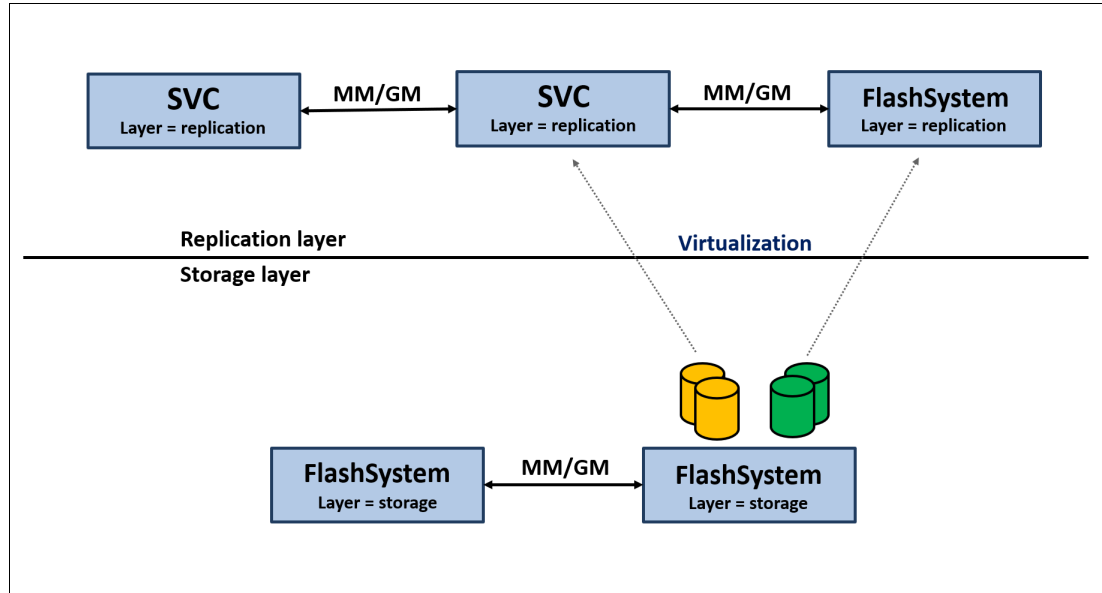 SVC
Layer = replication
MM/GM
SVC
Layer = replication
MM/GM
FlashSystem
Layer = replication
Replication layer
Virtualization
Storage layer
FlashSystem
Layer = storage
MM/GM
FlashSystem
Layer = storage